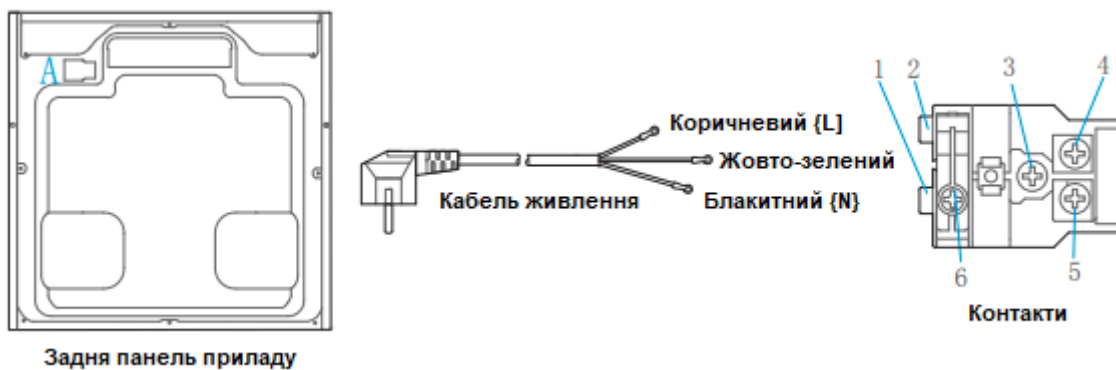 A
Задня панель приладу
Коричневий {L]
Жовто-зелений
Блакитний {N}
Кабель живлення
1 2 3 4
6 5
Контакти